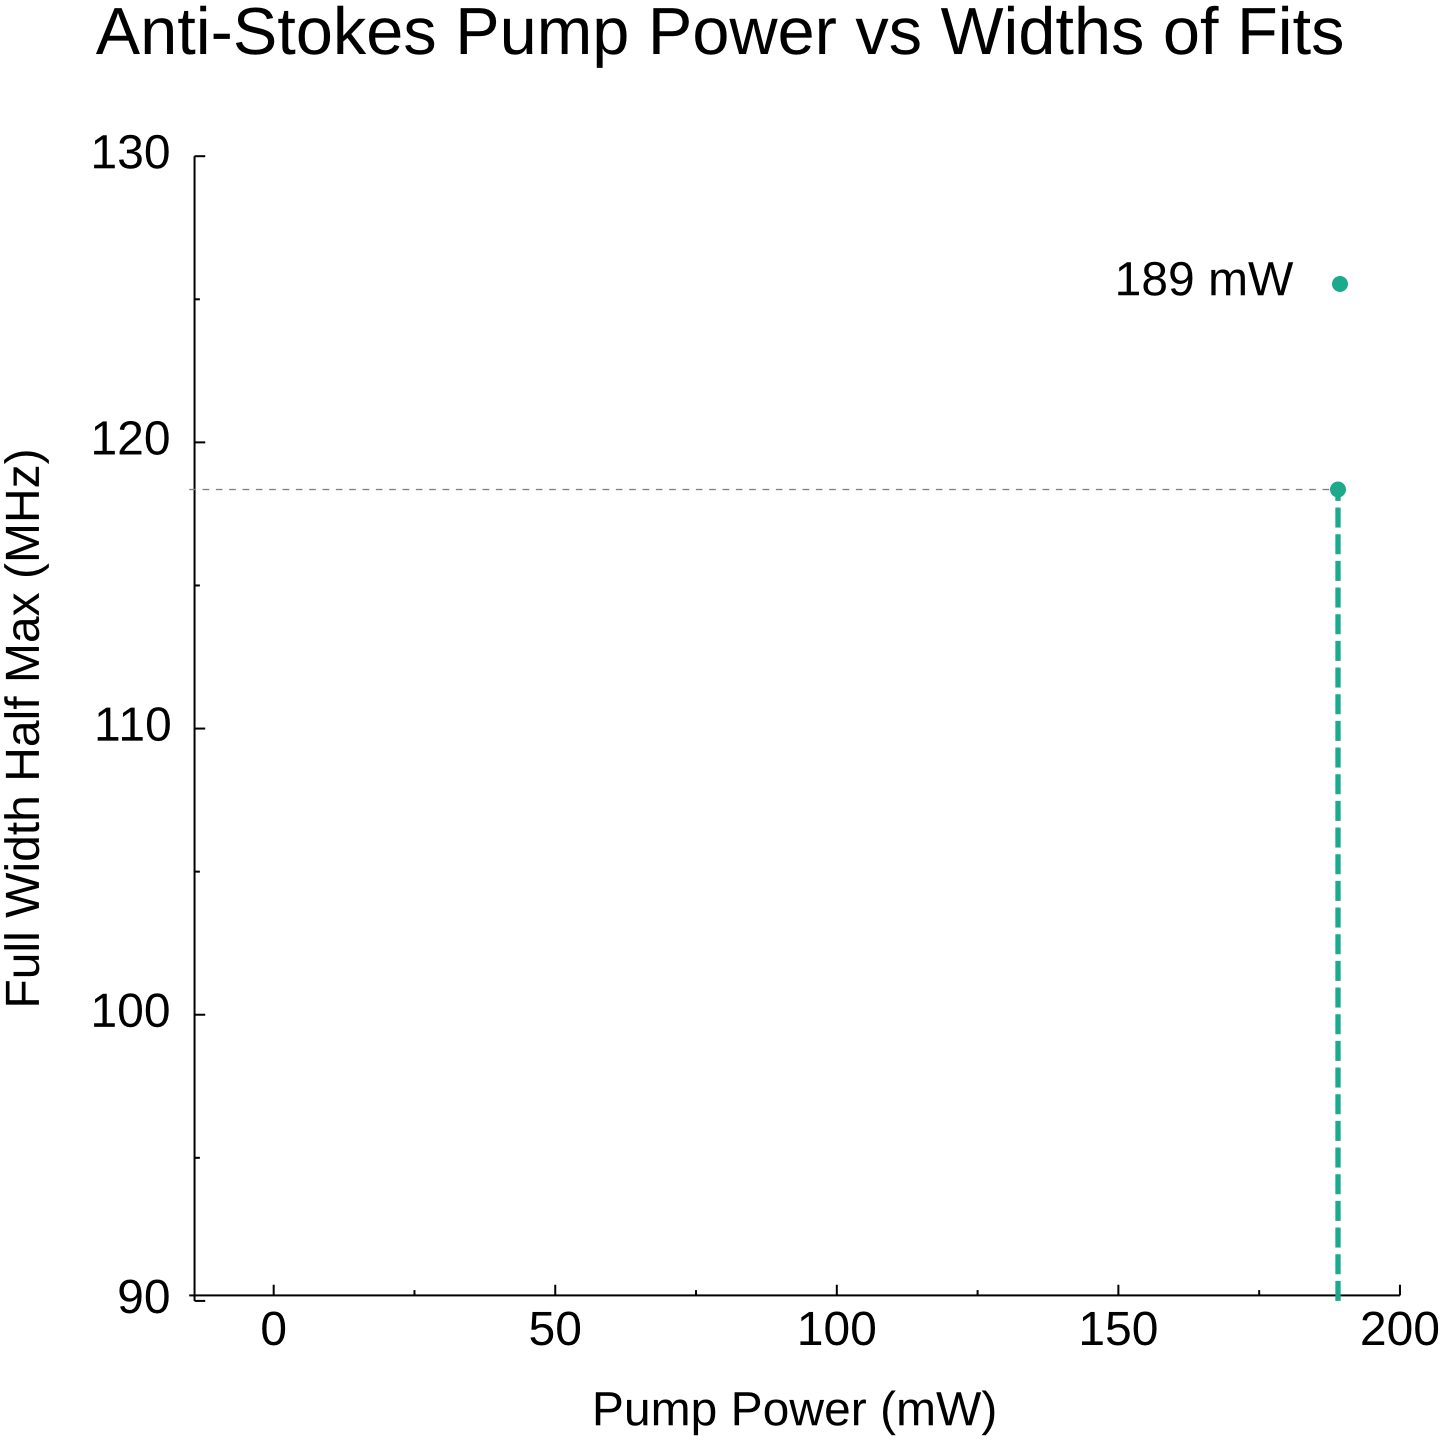 Anti-Stokes Pump Power vs Widths of Fits
130
189 mW
120
Full Width Half Max (MHz)
110
100
90
0 50 100 150 200
Pump Power (mW)